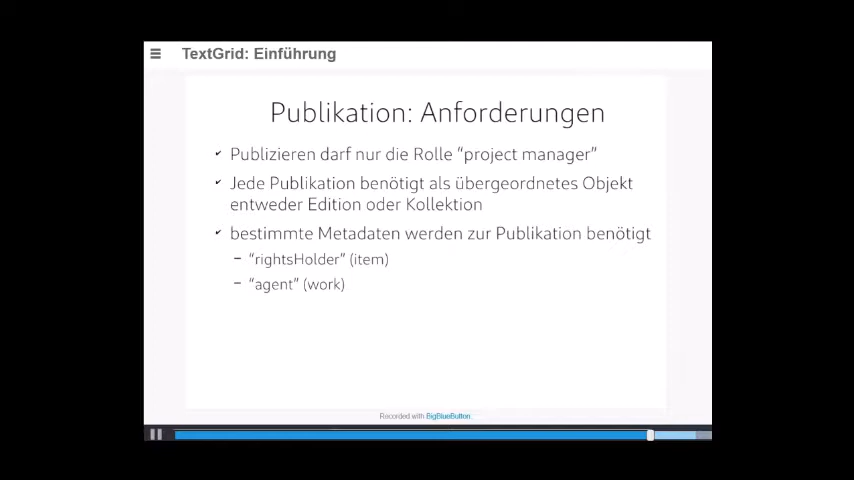 TextGrid: Einführung
Publikation: Anforderungen
✔ Publizieren darf nur die Rolle “project manager”
✔ Jede Publikation benötigt als übergeordnetes Objekt
entweder Edition oder Kollektion
✔ bestimmte Metadaten werden zur Publikation benötigt
– “rightsHolder” (item)
– “agent” (work)
Recorded with BigBlueButton.